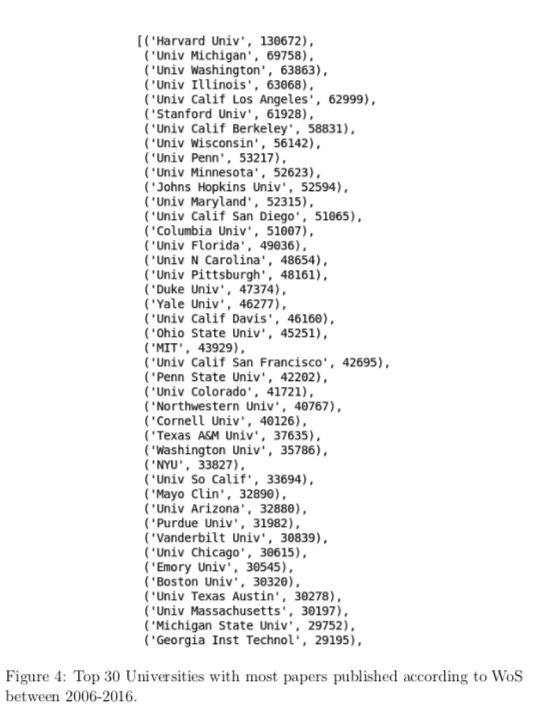 [('Harvard Univ', 130672),
('Univ Michigan', 69758),
('Univ Washington', 63863),
('Univ Illinois', 63068),
('Univ Calif Los Angeles', 62999),
('Stanford Univ', 61928),
('Univ Calif Berkeley', 58831),
('Univ Wisconsin', 56142),
('Univ Penn', 53217),
('Univ Minnesota', 52623),
('Johns Hopkins Univ', 52594),
('Univ Maryland', 52315),
('Univ Calif San Diego', 51065),
('Columbia Univ', 51007),
('Univ Florida', 49036),
('Univ N Carolina', 48654),
('Univ Pittsburgh', 48161),
('Duke Univ', 47374),
('Yale Univ', 46277),
('Univ Calif Davis', 46160),
('Ohio State Univ', 45251),
('MIT', 43929),
('Univ Calif San Francisco', 42695),
('Penn State Univ', 42202),
('Univ Colorado', 41721),
('Northwestern Univ', 40767),
('Cornell Univ', 40126),
('Texas A&M Univ', 37635),
('Washington Univ', 35786),
('NYU', 33827),
('Univ So Calif', 33694),
('Mayo Clin', 32890),
('Univ Arizona', 32880),
('Purdue Univ', 31982),
('Vanderbilt Univ', 30839),
('Univ Chicago', 30615),
('Emory Univ', 30545),
('Boston Univ', 30320),
('Univ Texas Austin', 30278),
('Univ Massachusetts', 30197),
('Michigan State Univ', 29752),
('Georgia Inst Technol', 29195),
Figure 4: Top 30 Universities with most papers published according to WoS
between 2006-2016.